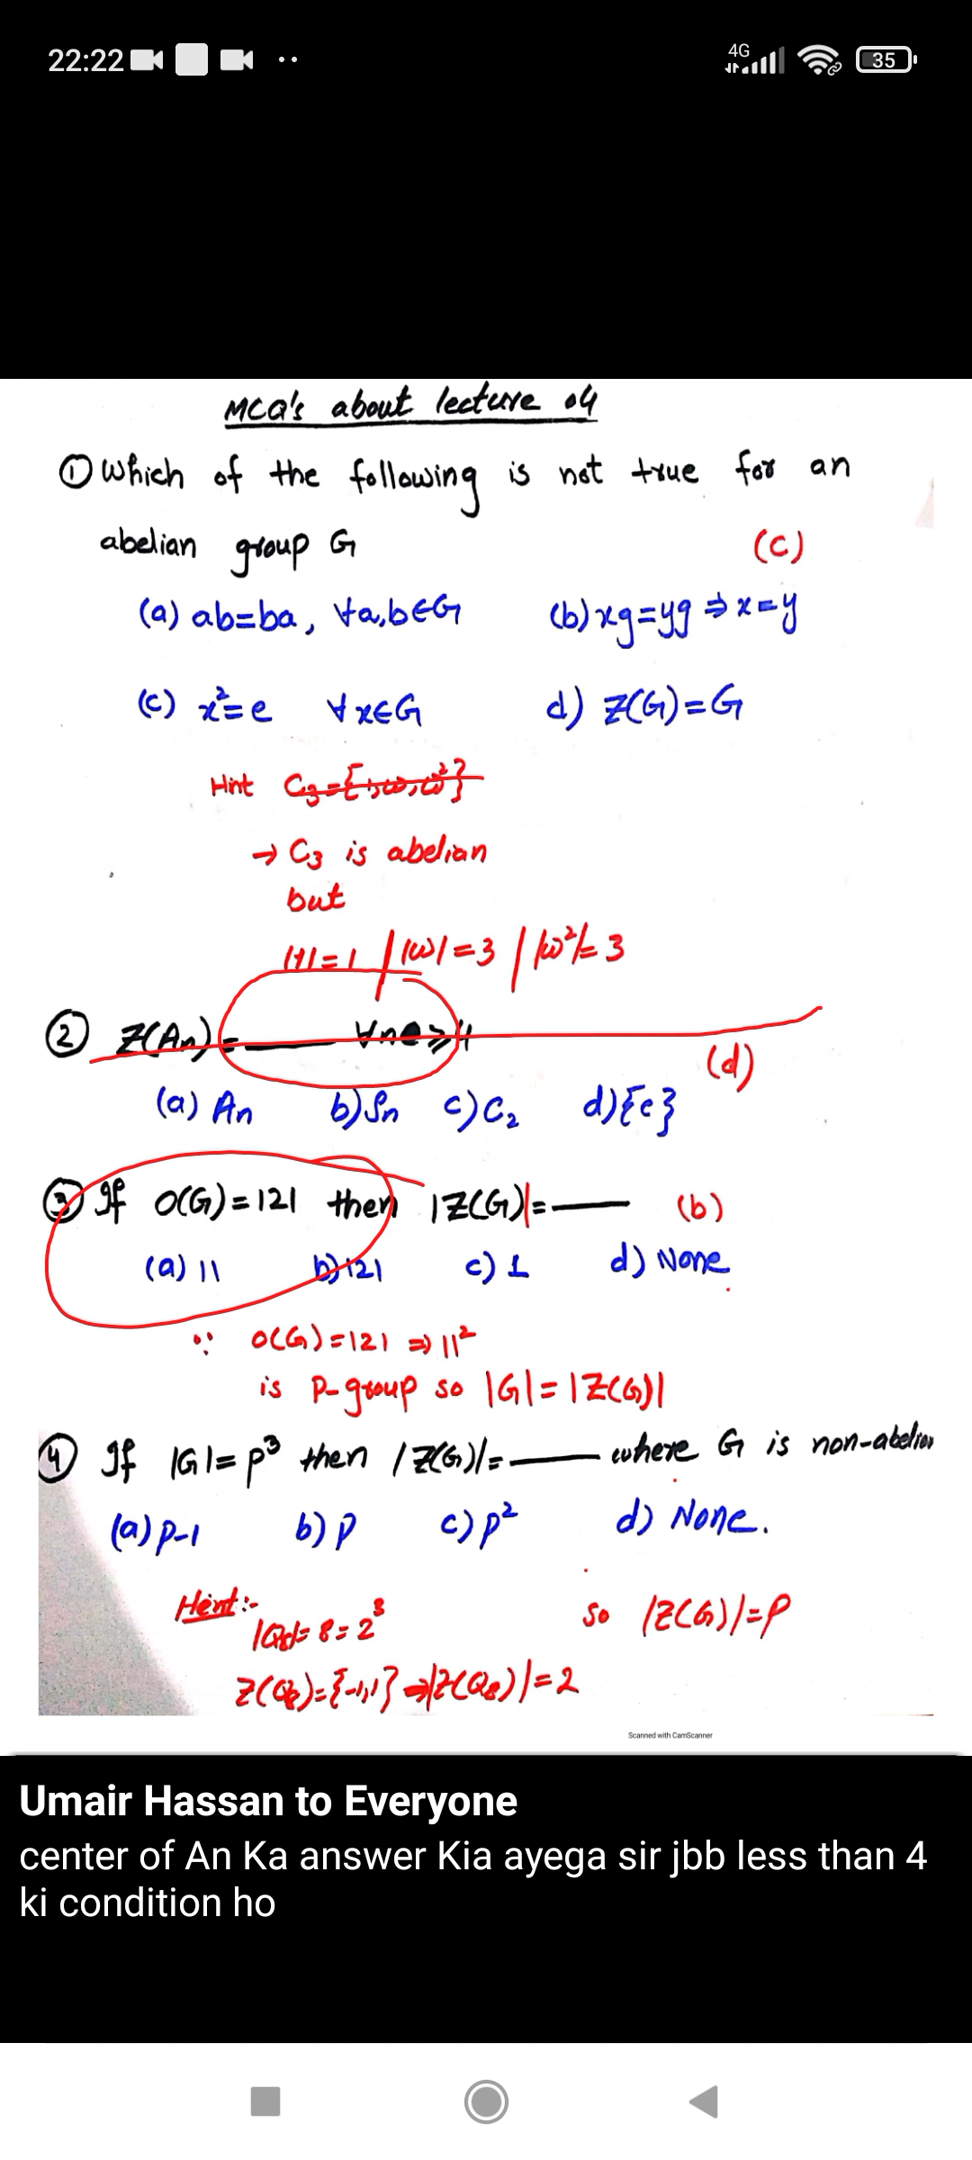 22:22
4G
35
MCQ's about lecture 04
① Which of the following is not true for an
abelian group G (c)
(a) ab=ba, ∀a,b∈G (b) xg=yg ⇒ x=y
(c) x²=e ∀x∈G d) Z(G)=G
Hint C₃={1,ω,ω²}
→ C₃ is abelian
but
|1|=1 / |ω|=3 / |ω²|=3
② Z(An)=____ ∀n≥4
(d)
(a) An b) Sn c) C₂ d){e}
③ If O(G)=121 then |Z(G)|=____ (b)
(a) 11 b) 121 c) 1 d) None
∵ O(G)=121 ⇒ 11²
is P-group so |G|=|Z(G)|
④ If |G|=p³ then |Z(G)|=____ where G is non-abelian
(a) p-1 b) p c) p² d) None.
Hint:-
|Q₈|=8=2³ so |Z(G)|=p
Z(Q₈)={-1,1} ⇒|Z(Q₈)|=2
Scanned with CamScanner
Umair Hassan to Everyone
center of An Ka answer Kia ayega sir jbb less than 4
ki condition ho